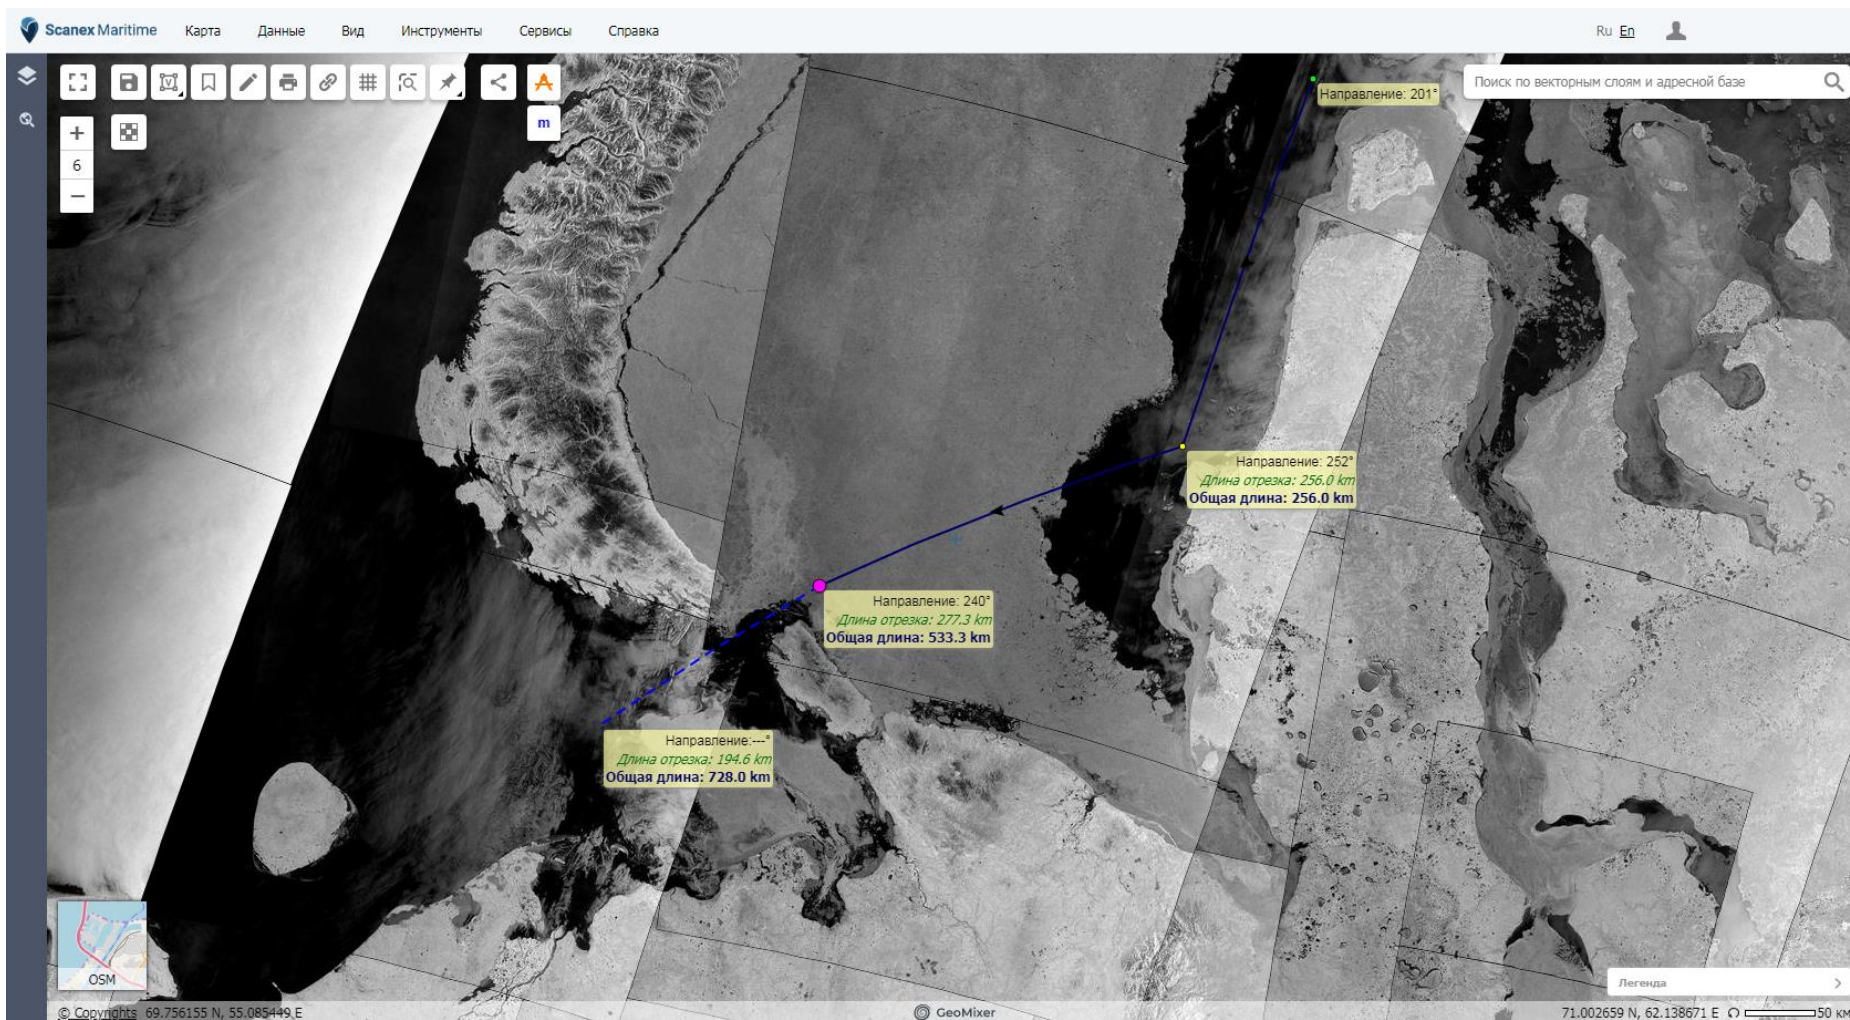 Scanex Maritime Карта Данные Вид Инструменты Сервисы Справка Ru En
Направление: 201°
Поиск по векторным слоям и адресной базе
m
6
Направление: 252°
Длина отрезка: 256.0 km
Общая длина: 256.0 km
Направление: 240°
Длина отрезка: 277.3 km
Общая длина: 533.3 km
Направление:---°
Длина отрезка: 194.6 km
Общая длина: 728.0 km
OSM
Легенда
© Copyrights 69.756155 N, 55.085449 E GeoMixer 71.002659 N, 62.138671 E 50 км